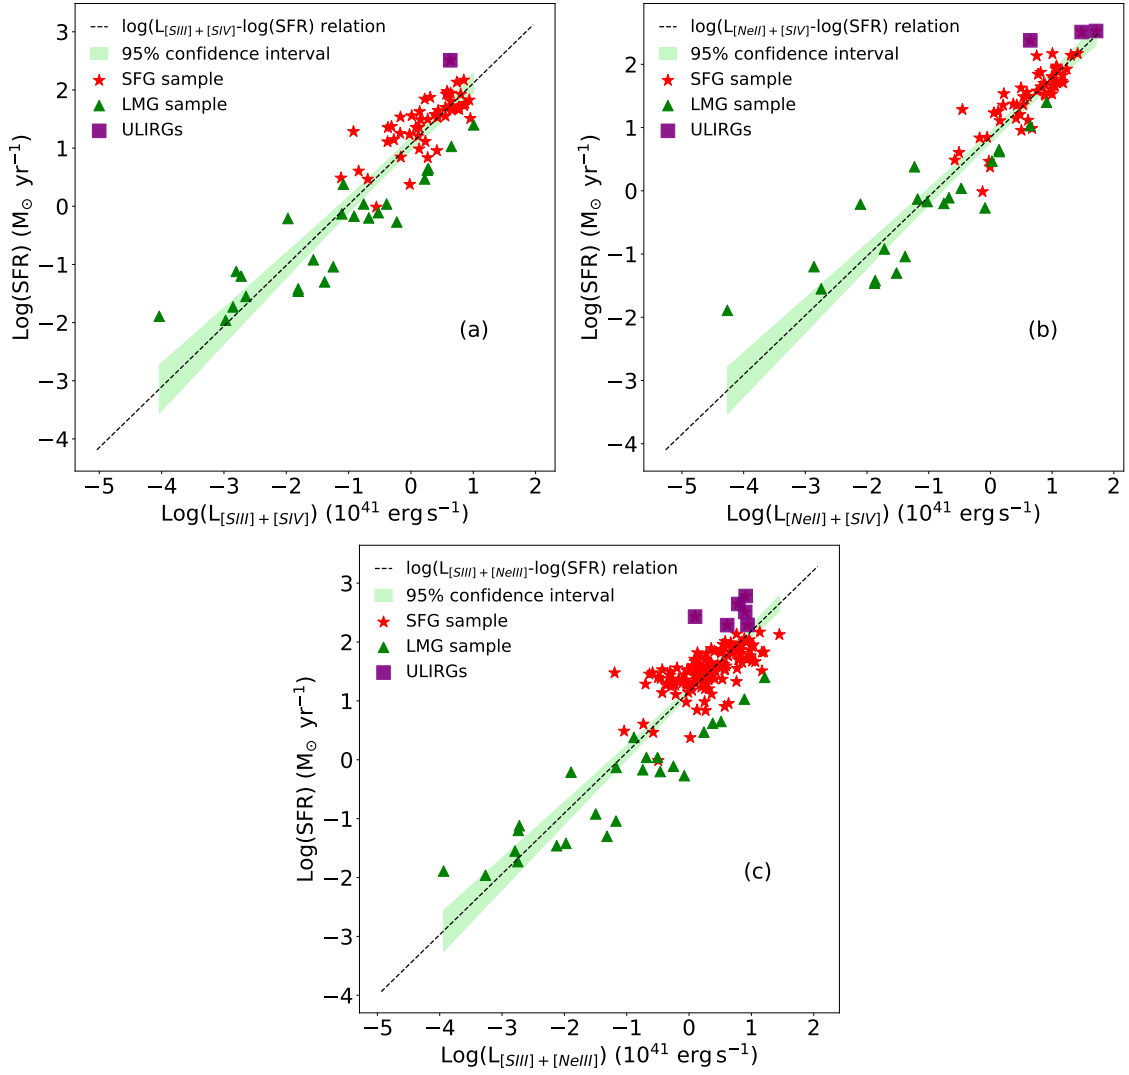 log(L[SIII]+[SIV]-log(SFR) relation
95% confidence interval
SFG sample
LMG sample
ULIRGs
3
2
1
0
−1
−2
−3
−4
Log(SFR) (M⊙ yr−1)
(a)
−5 −4 −3 −2 −1 0 1 2
Log(L[SIII]+[SIV]) (10^41 erg s−1)
log(L[NeII]+[SIV]-log(SFR) relation
95% confidence interval
SFG sample
LMG sample
ULIRGs
2
1
0
−1
−2
−3
−4
Log(SFR) (M⊙ yr−1)
(b)
−5 −4 −3 −2 −1 0 1 2
Log(L[NeII]+[SIV]) (10^41 erg s−1)
log(L[SIII]+[NeIII]-log(SFR) relation
95% confidence interval
SFG sample
LMG sample
ULIRGs
3
2
1
0
−1
−2
−3
−4
Log(SFR) (M⊙ yr−1)
(c)
−5 −4 −3 −2 −1 0 1 2
Log(L[SIII]+[NeIII]) (10^41 erg s−1)